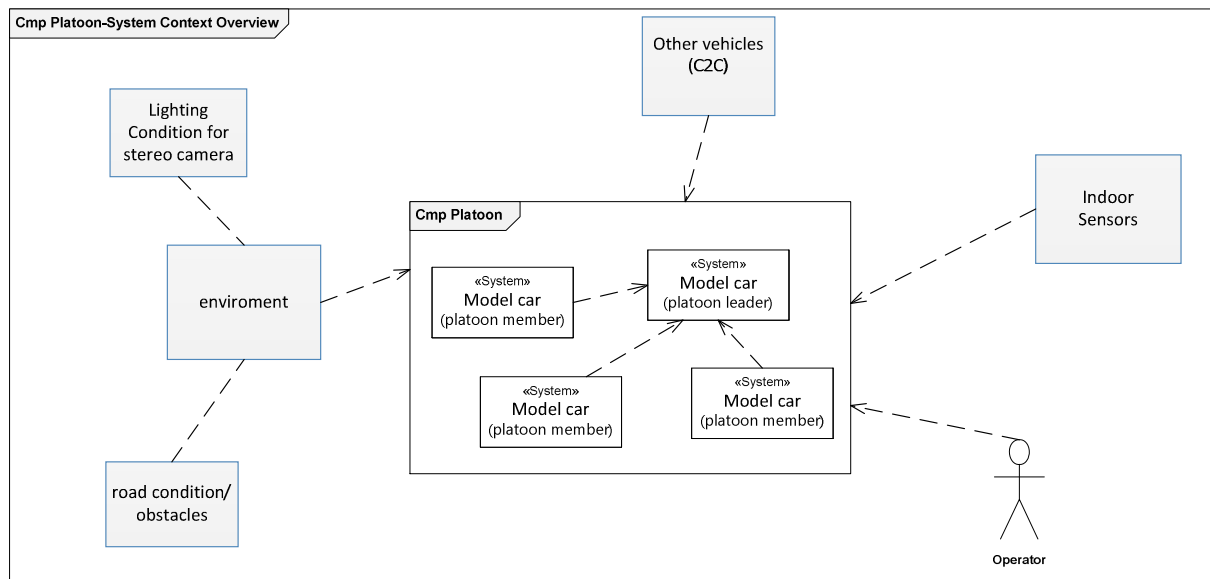 Cmp Platoon-System Context Overview
Other vehicles
(C2C)
Lighting
Condition for
stereo camera
Indoor
Sensors
Cmp Platoon
«System»
Model car
(platoon leader)
«System»
Model car
(platoon member)
enviroment
«System»
Model car
(platoon member)
«System»
Model car
(platoon member)
road condition/
obstacles
Operator